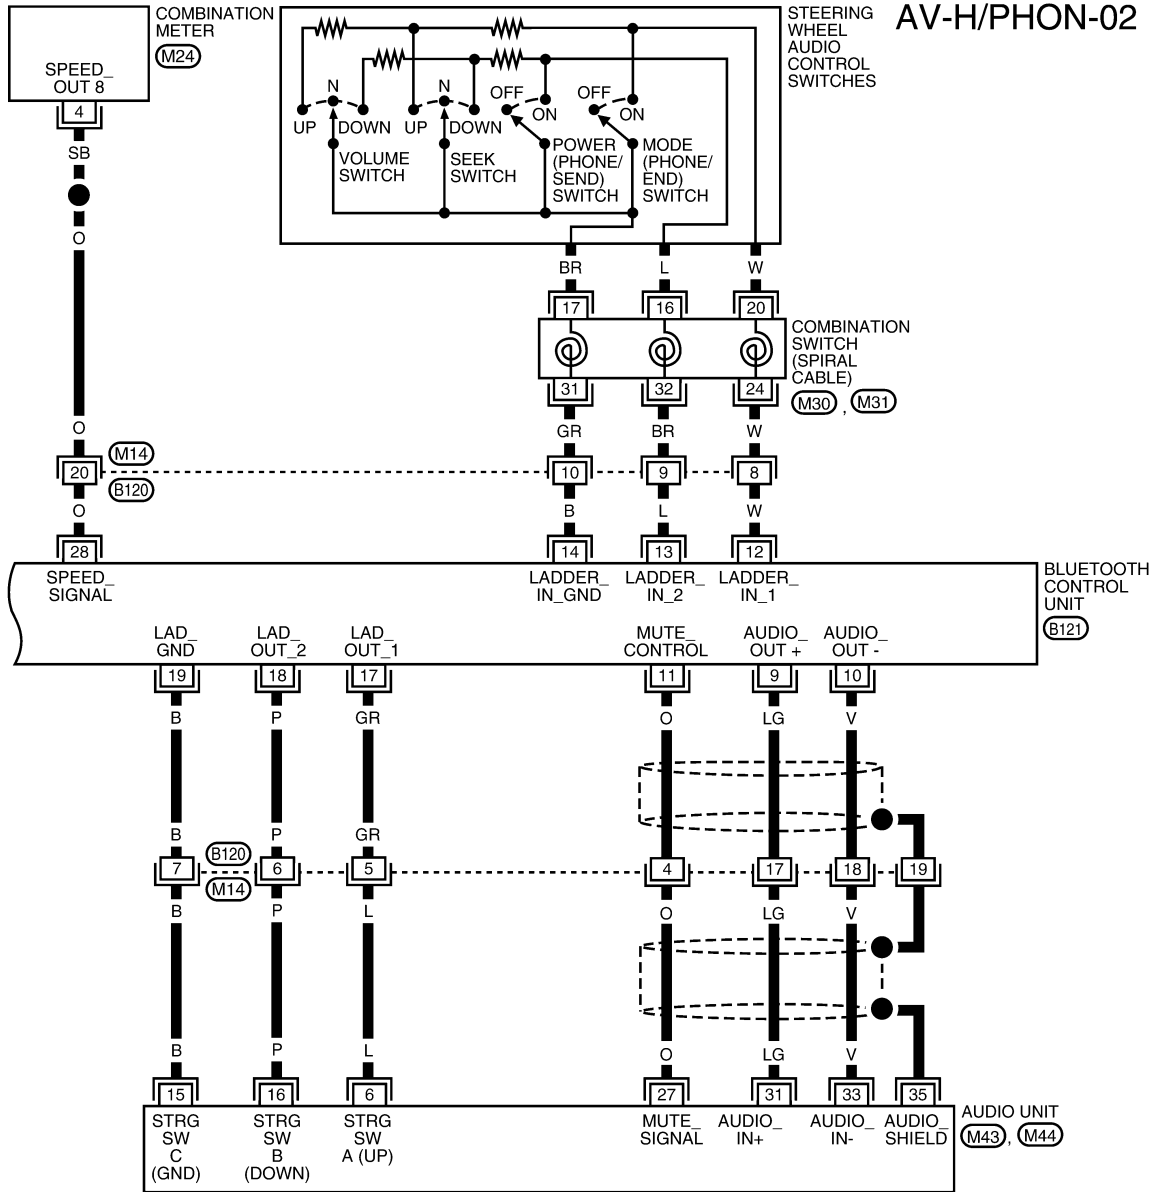 AV-H/PHON-02
COMBINATION
METER
M24
SPEED_
OUT 8
4
SB
O
O
STEERING
WHEEL
AUDIO
CONTROL
SWITCHES
N
N
OFF
OFF
UP
DOWN
UP
DOWN
ON
ON
VOLUME
SWITCH
SEEK
SWITCH
POWER
(PHONE/
SEND)
SWITCH
MODE
(PHONE/
END)
SWITCH
BR
L
W
17
16
20
COMBINATION
SWITCH
(SPIRAL
CABLE)
M30 , M31
31
32
24
GR
BR
W
M14
20
10
9
8
B120
O
B
L
W
28
14
13
12
SPEED_
SIGNAL
LADDER_
IN_GND
LADDER_
IN_2
LADDER_
IN_1
BLUETOOTH
CONTROL
UNIT
B121
LAD_
GND
LAD_
OUT_2
LAD_
OUT_1
MUTE_
CONTROL
AUDIO_
OUT +
AUDIO_
OUT -
19
18
17
11
9
10
B
P
GR
O
LG
V
B
P
GR
B120
7
6
5
4
17
18
19
M14
B
P
L
O
LG
V
B
P
L
O
LG
V
15
16
6
27
31
33
35
STRG
SW
C
(GND)
STRG
SW
B
(DOWN)
STRG
SW
A (UP)
MUTE_
SIGNAL
AUDIO_
IN+
AUDIO_
IN-
AUDIO_
SHIELD
AUDIO UNIT
M43 , M44